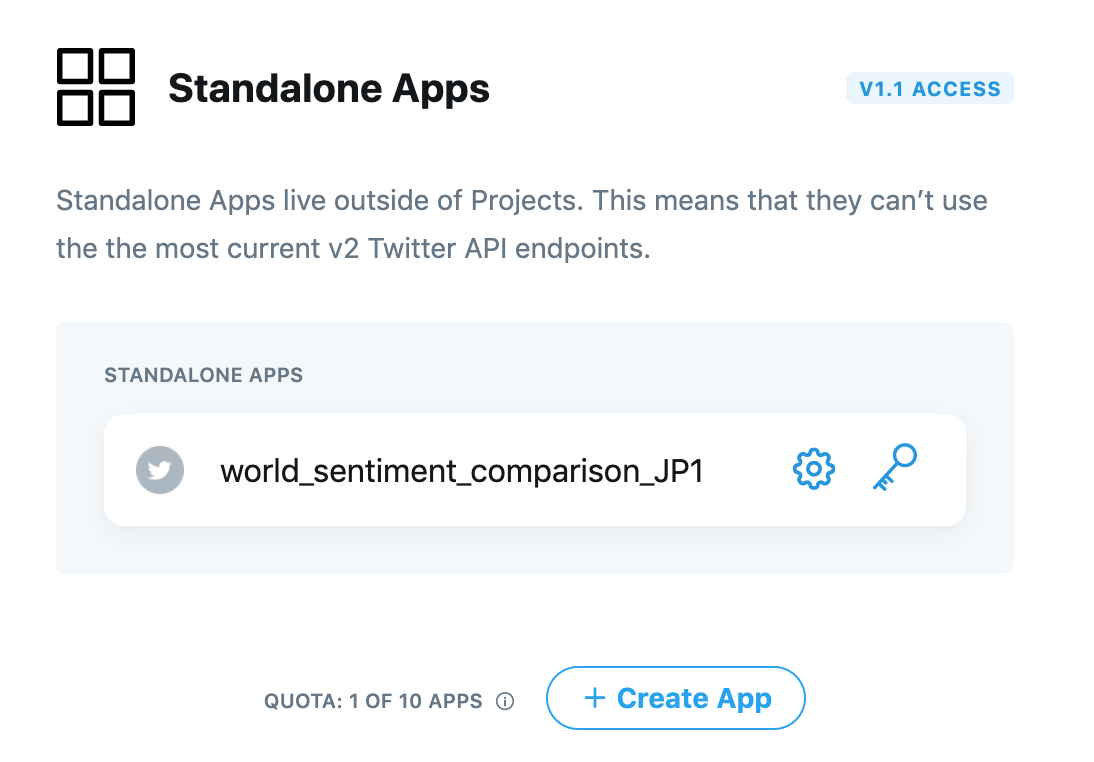 Standalone Apps
V1.1 ACCESS
Standalone Apps live outside of Projects. This means that they can’t use
the the most current v2 Twitter API endpoints.
STANDALONE APPS
world_sentiment_comparison_JP1
QUOTA: 1 OF 10 APPS
+ Create App